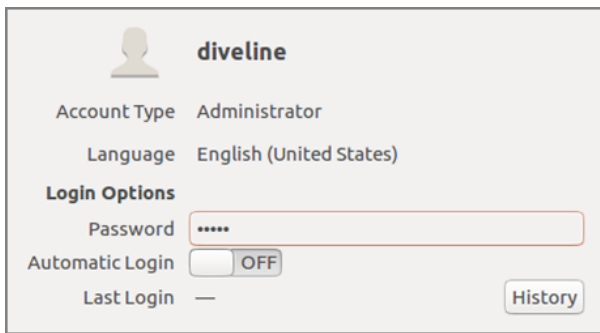 diveline
Account Type Administrator
Language English (United States)
Login Options
Password •••••
Automatic Login OFF
Last Login —
History